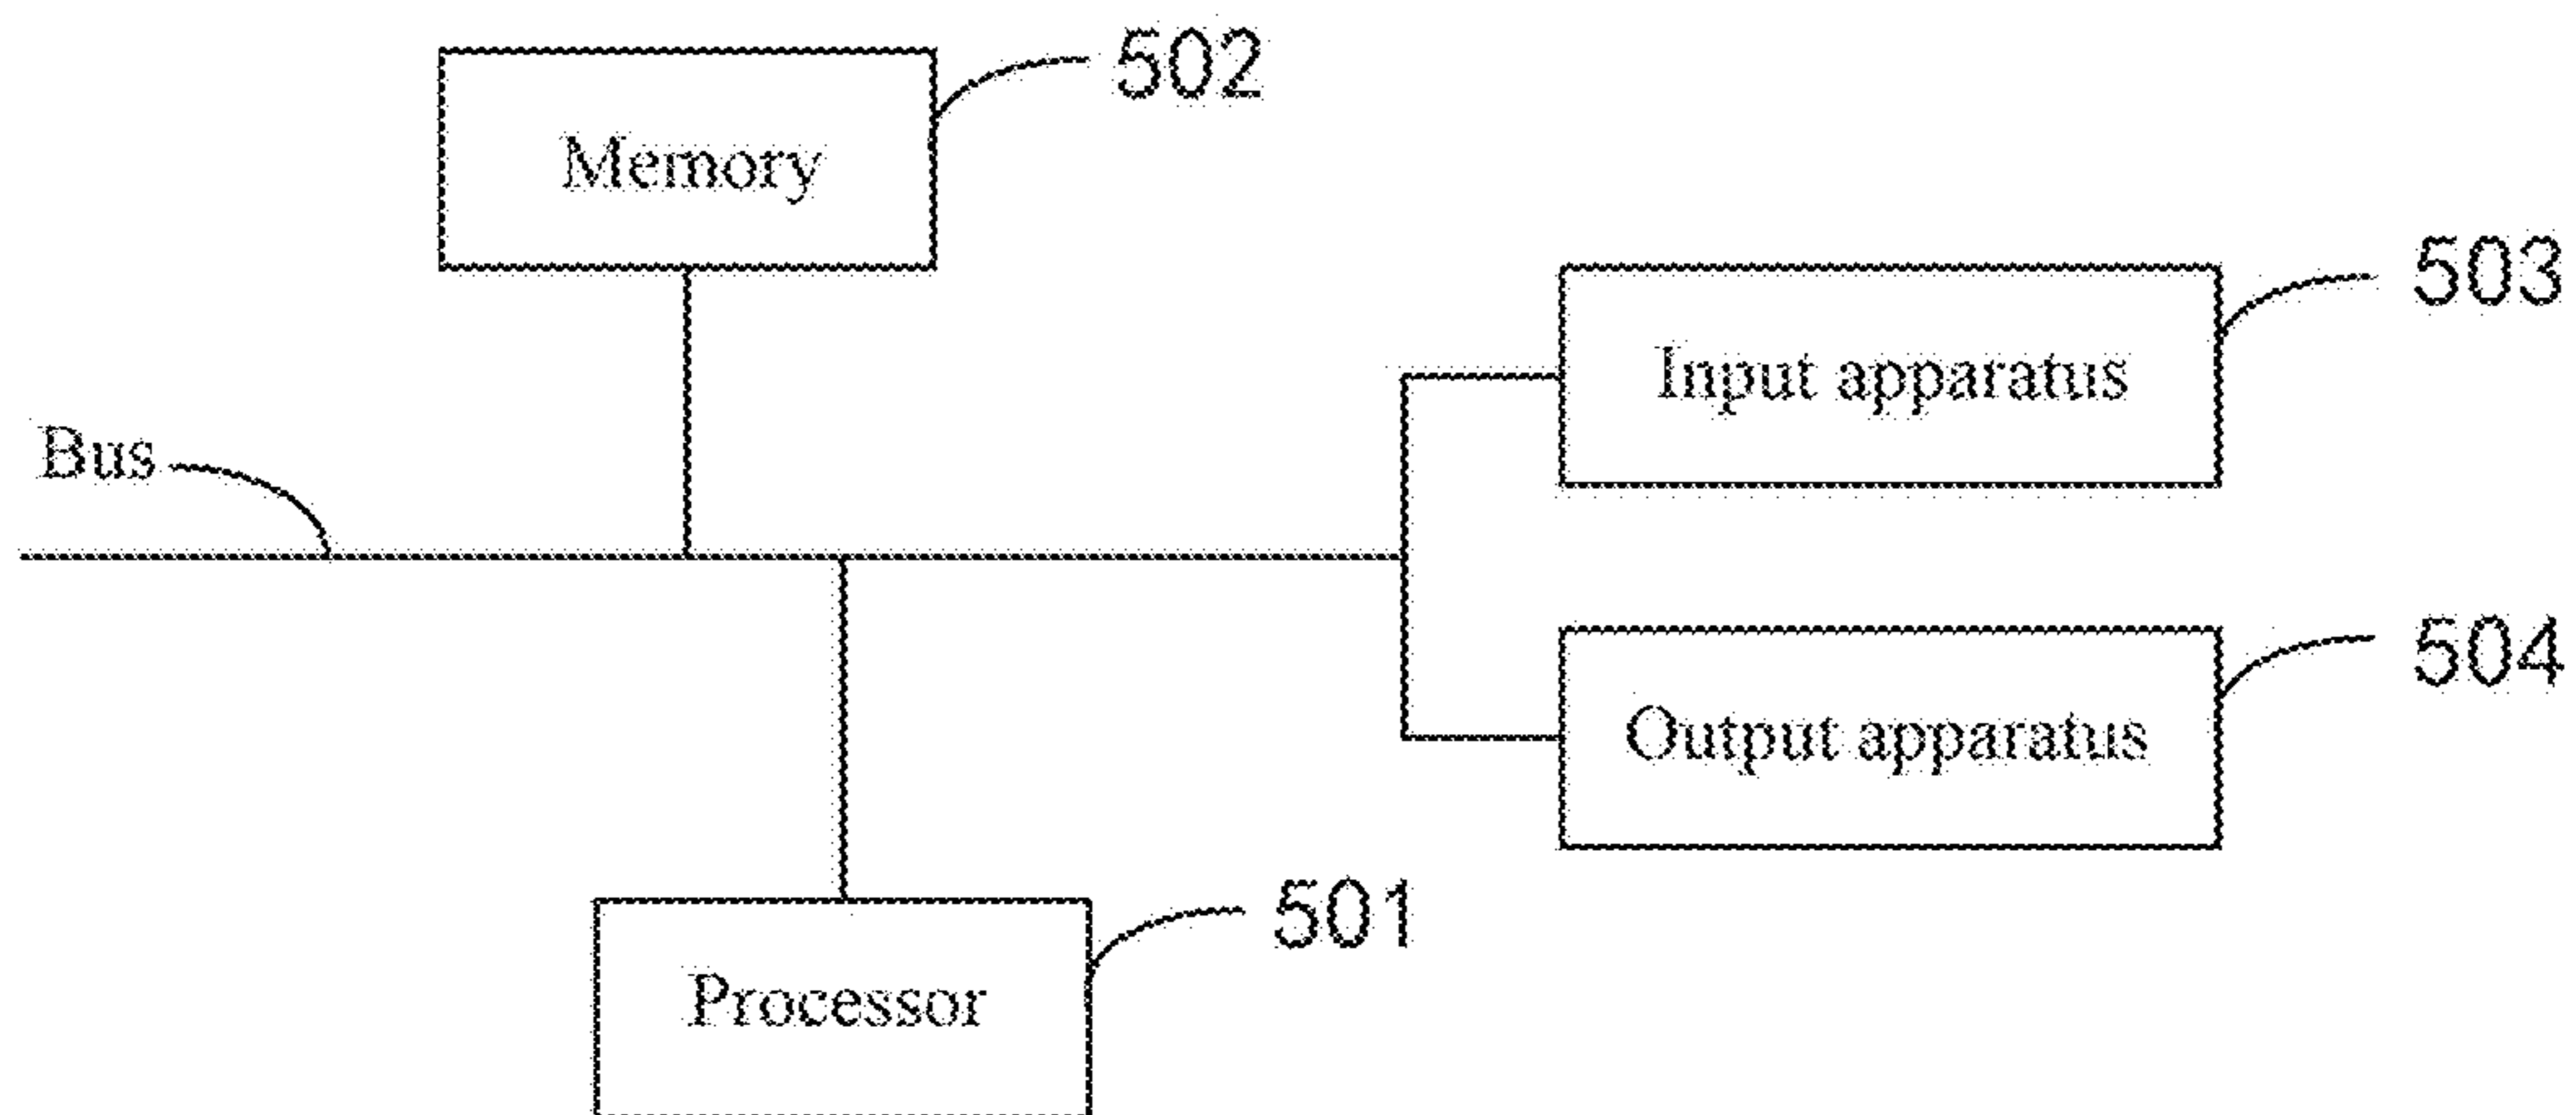 502
Memory
503
Input apparatus
Bus
504
Output apparatus
501
Processor